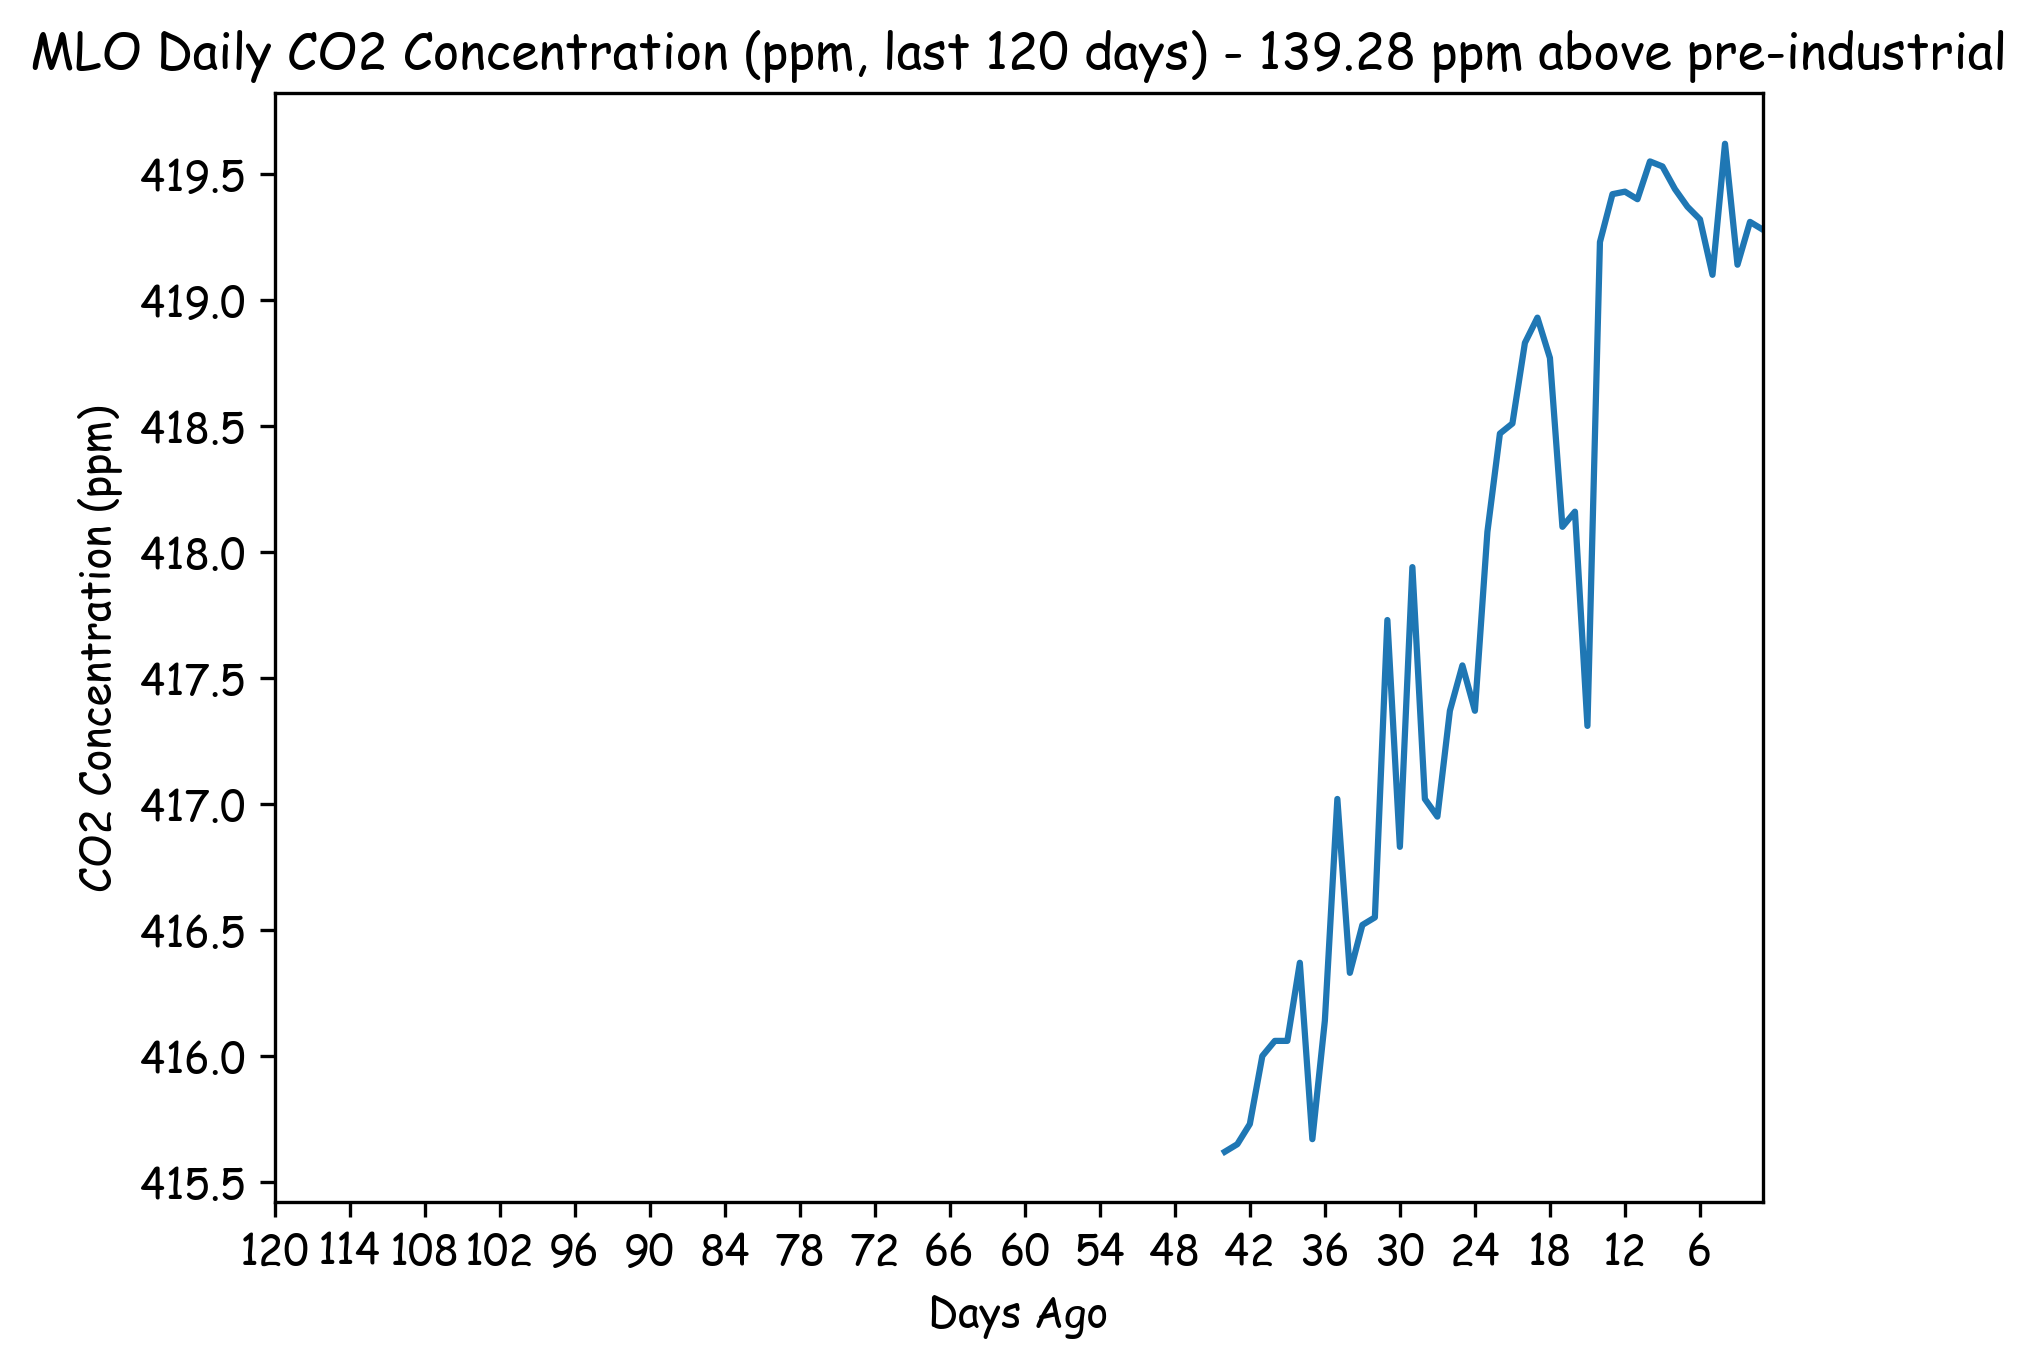 MLO Daily CO2 Concentration (ppm, last 120 days) - 139.28 ppm above pre-industrial
CO2 Concentration (ppm)
419.5
419.0
418.5
418.0
417.5
417.0
416.5
416.0
415.5
120 114 108 102 96 90 84 78 72 66 60 54 48 42 36 30 24 18 12 6
Days Ago